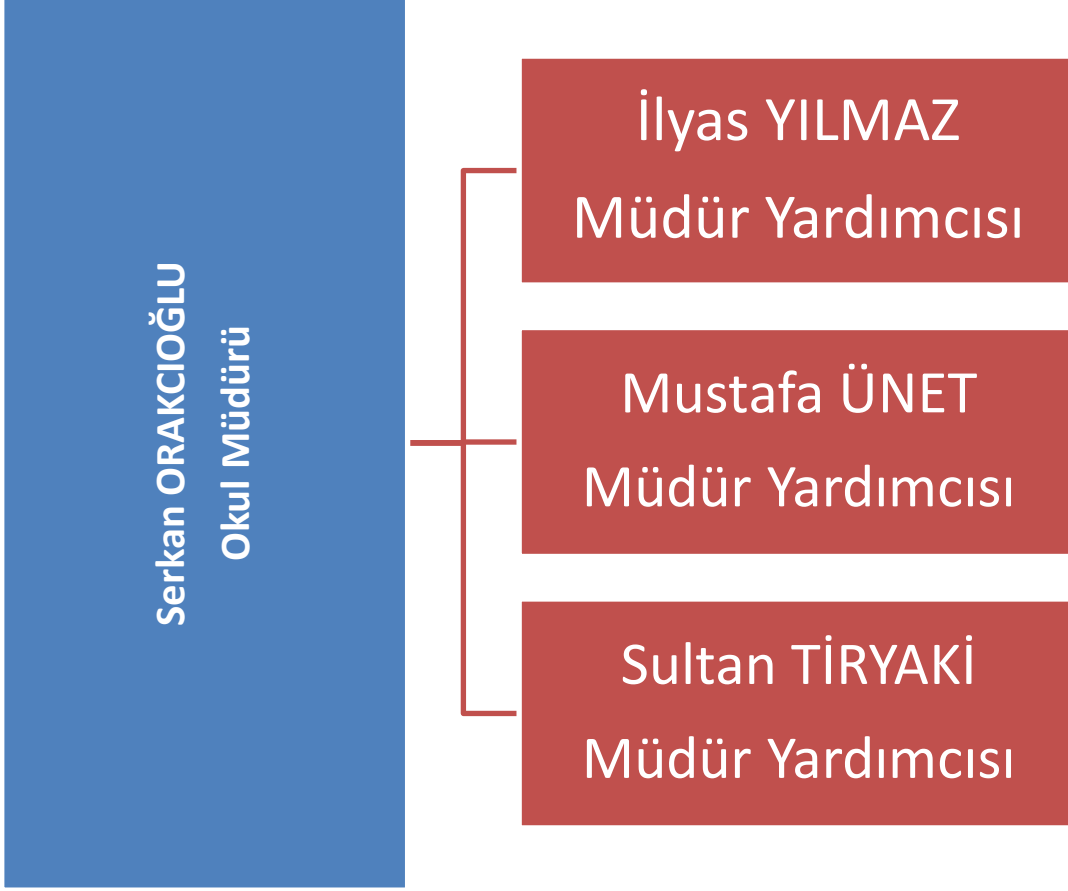 Serkan ORAKCIOĞLU
Okul Müdürü
İlyas YILMAZ
Müdür Yardımcısı
Mustafa ÜNET
Müdür Yardımcısı
Sultan TİRYAKİ
Müdür Yardımcısı